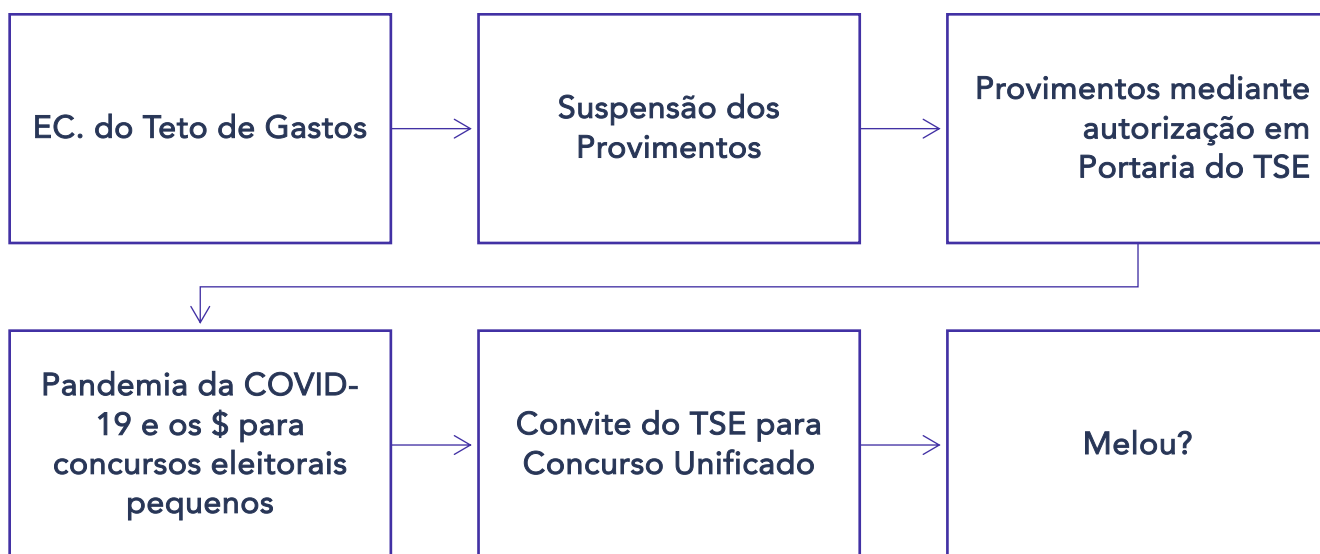 EC. do Teto de Gastos
Suspensão dos
Provimentos
Provimentos mediante
autorização em
Portaria do TSE
Pandemia da COVID-
19 e os $ para
concursos eleitorais
pequenos
Convite do TSE para
Concurso Unificado
Melou?